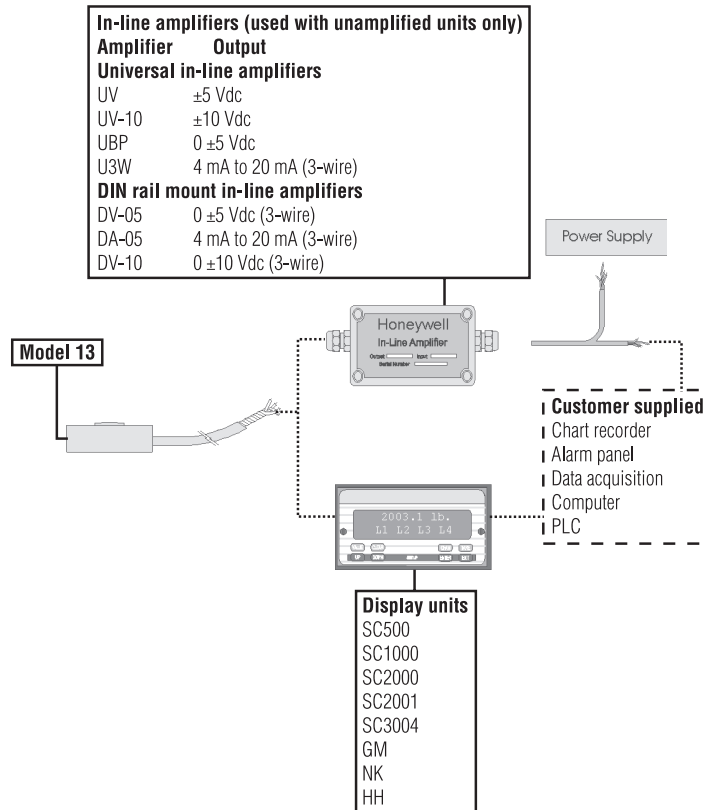 In-line amplifiers (used with unamplified units only)
Amplifier Output
Universal in-line amplifiers
UV ±5 Vdc
UV-10 ±10 Vdc
UBP 0 ±5 Vdc
U3W 4 mA to 20 mA (3-wire)
DIN rail mount in-line amplifiers
DV-05 0 ±5 Vdc (3-wire)
DA-05 4 mA to 20 mA (3-wire)
DV-10 0 ±10 Vdc (3-wire)
Power Supply
Honeywell
In-Line Amplifier
Output Input
Serial Number
Model 13
Customer supplied
Chart recorder
Alarm panel
Data acquisition
Computer
PLC
2003.1 lb.
L1 L2 L3 L4
Display units
SC500
SC1000
SC2000
SC2001
SC3004
GM
NK
HH